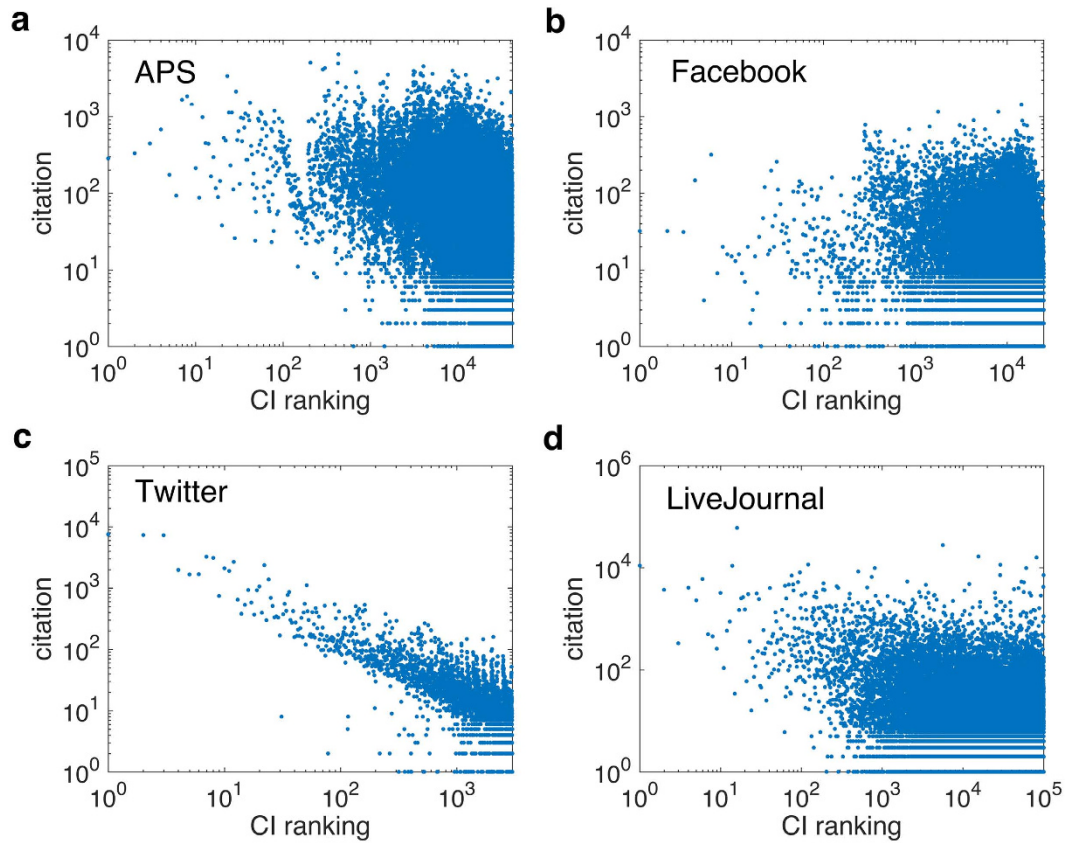 a
APS
citation
10^4
10^3
10^2
10^1
10^0
10^0 10^1 10^2 10^3 10^4
CI ranking
b
Facebook
citation
10^4
10^3
10^2
10^1
10^0
10^0 10^1 10^2 10^3 10^4
CI ranking
c
Twitter
citation
10^5
10^4
10^3
10^2
10^1
10^0
10^0 10^1 10^2 10^3
CI ranking
d
LiveJournal
citation
10^6
10^4
10^2
10^0
10^0 10^1 10^2 10^3 10^4 10^5
CI ranking